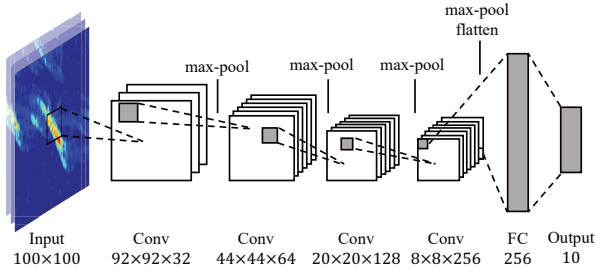 max-pool
flatten
max-pool
max-pool
max-pool
Input
100×100
Conv
92×92×32
Conv
44×44×64
Conv
20×20×128
Conv
8×8×256
FC
256
Output
10